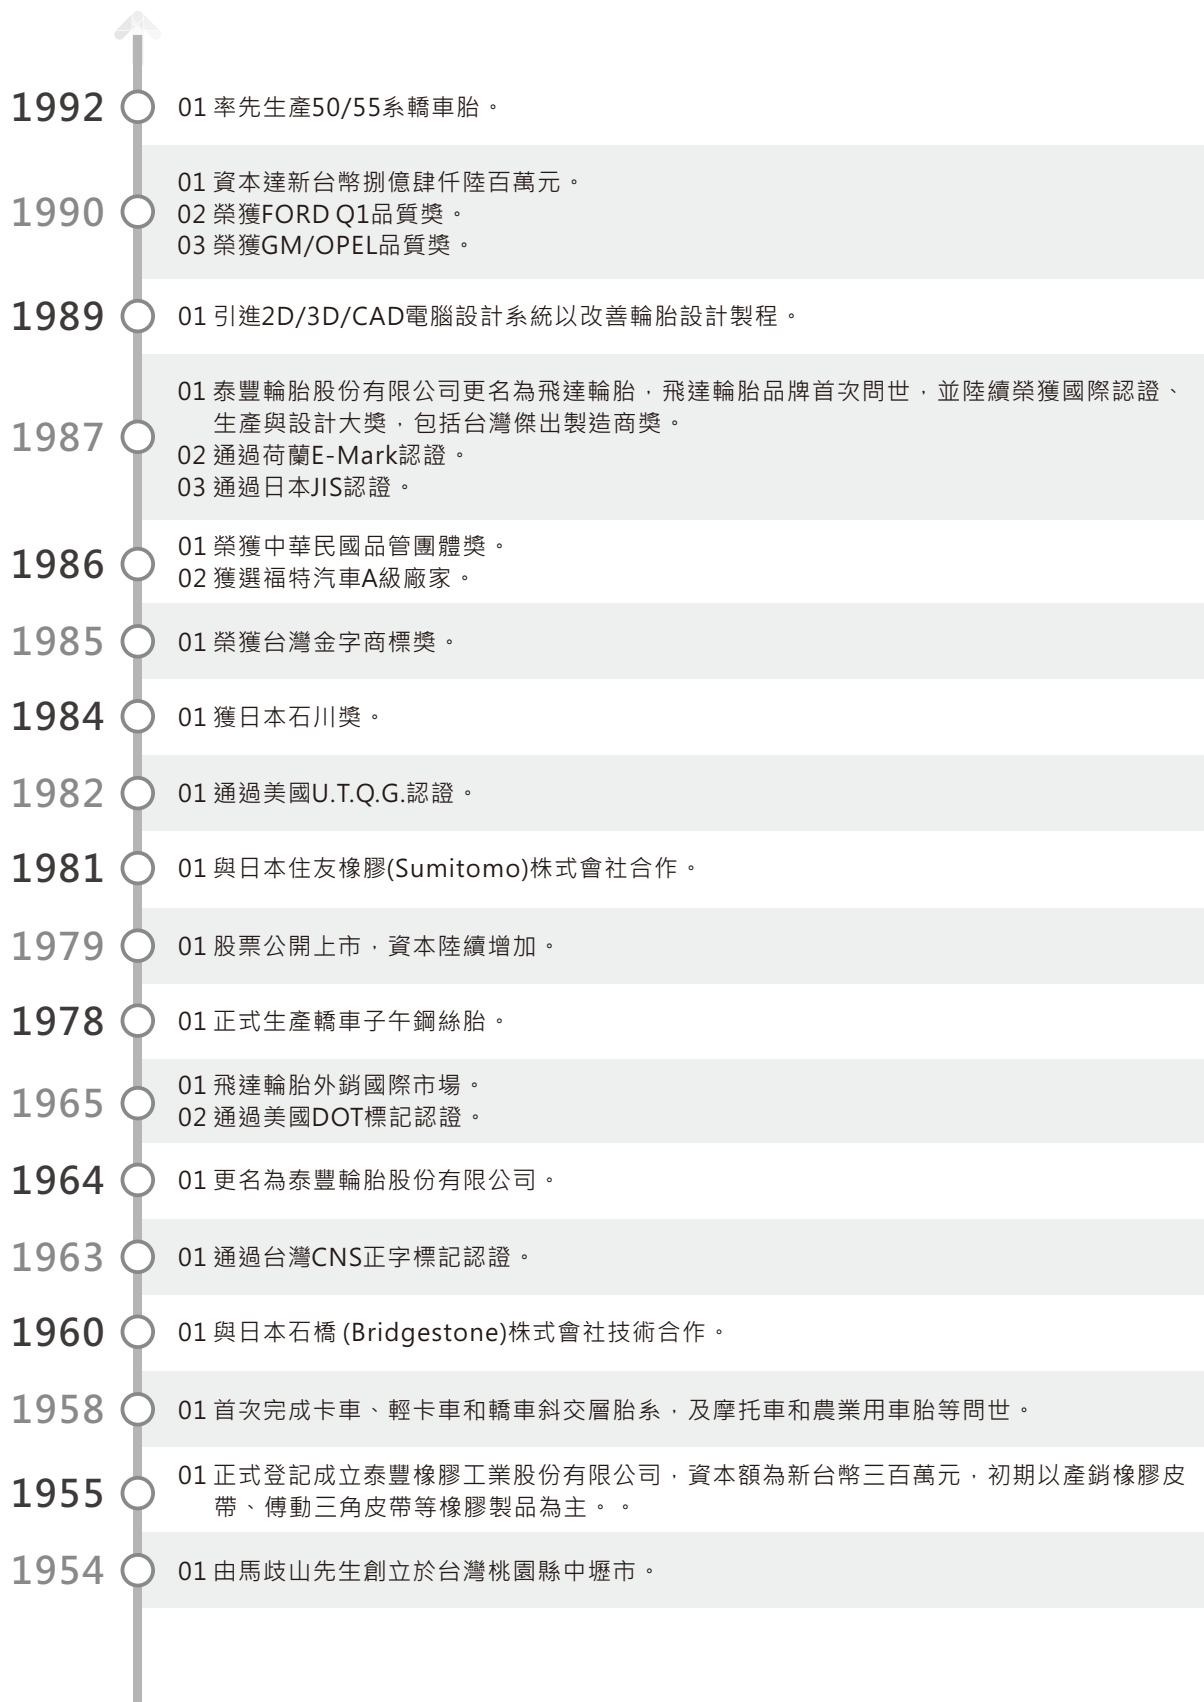 1992
01 率先生產50/55系轎車胎。
1990
01 資本達新台幣捌億肆仟陸百萬元。
02 榮獲FORD Q1品質獎。
03 榮獲GM/OPEL品質獎。
1989
01 引進2D/3D/CAD電腦設計系統以改善輪胎設計製程。
1987
01 泰豐輪胎股份有限公司更名為飛達輪胎，飛達輪胎品牌首次問世，並陸續榮獲國際認證、
生產與設計大獎，包括台灣傑出製造商獎。
02 通過荷蘭E-Mark認證。
03 通過日本JIS認證。
1986
01 榮獲中華民國品管團體獎。
02 獲選福特汽車A級廠家。
1985
01 榮獲台灣金字商標獎。
1984
01 獲日本石川獎。
1982
01 通過美國U.T.Q.G.認證。
1981
01 與日本住友橡膠(Sumitomo)株式會社合作。
1979
01 股票公開上市，資本陸續增加。
1978
01 正式生產轎車子午鋼絲胎。
1965
01 飛達輪胎外銷國際市場。
02 通過美國DOT標記認證。
1964
01 更名為泰豐輪胎股份有限公司。
1963
01 通過台灣CNS正字標記認證。
1960
01 與日本石橋 (Bridgestone)株式會社技術合作。
1958
01 首次完成卡車、輕卡車和轎車斜交層胎系，及摩托車和農業用車胎等問世。
1955
01 正式登記成立泰豐橡膠工業股份有限公司，資本額為新台幣三百萬元，初期以產銷橡膠皮
帶、傅動三角皮帶等橡膠製品為主。。
1954
01 由馬歧山先生創立於台灣桃園縣中壢市。